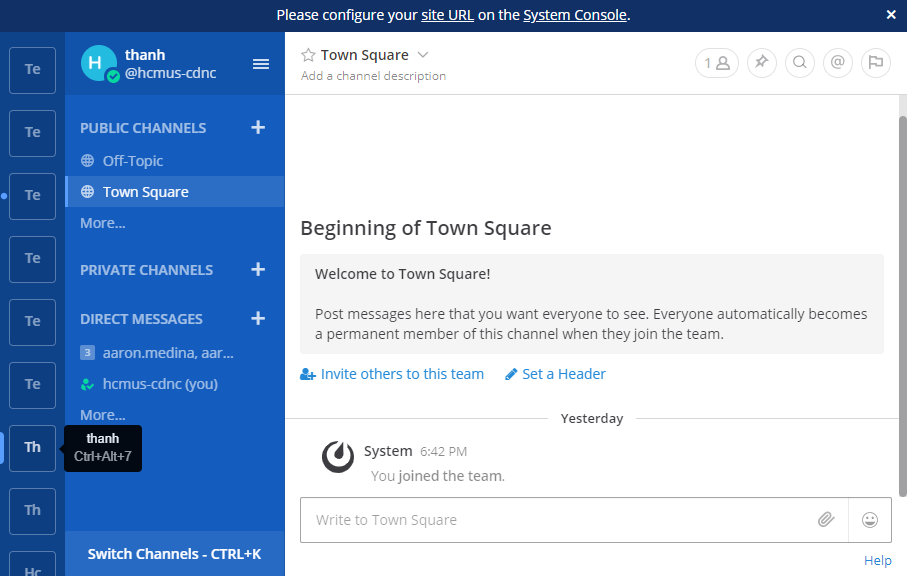 Please configure your site URL on the System Console.
×
Te
Te
Te
Te
Te
Te
Th
Th
Hc
thanh
Ctrl+Alt+7
H
thanh
@hcmus-cdnc
PUBLIC CHANNELS +
Off-Topic
Town Square
More...
PRIVATE CHANNELS +
DIRECT MESSAGES +
3 aaron.medina, aar...
hcmus-cdnc (you)
More...
Switch Channels - CTRL+K
Town Square
Add a channel description
1
@
Beginning of Town Square
Welcome to Town Square!
Post messages here that you want everyone to see. Everyone automatically becomes
a permanent member of this channel when they join the team.
Invite others to this team Set a Header
Yesterday
System 6:42 PM
You joined the team.
Write to Town Square
Help